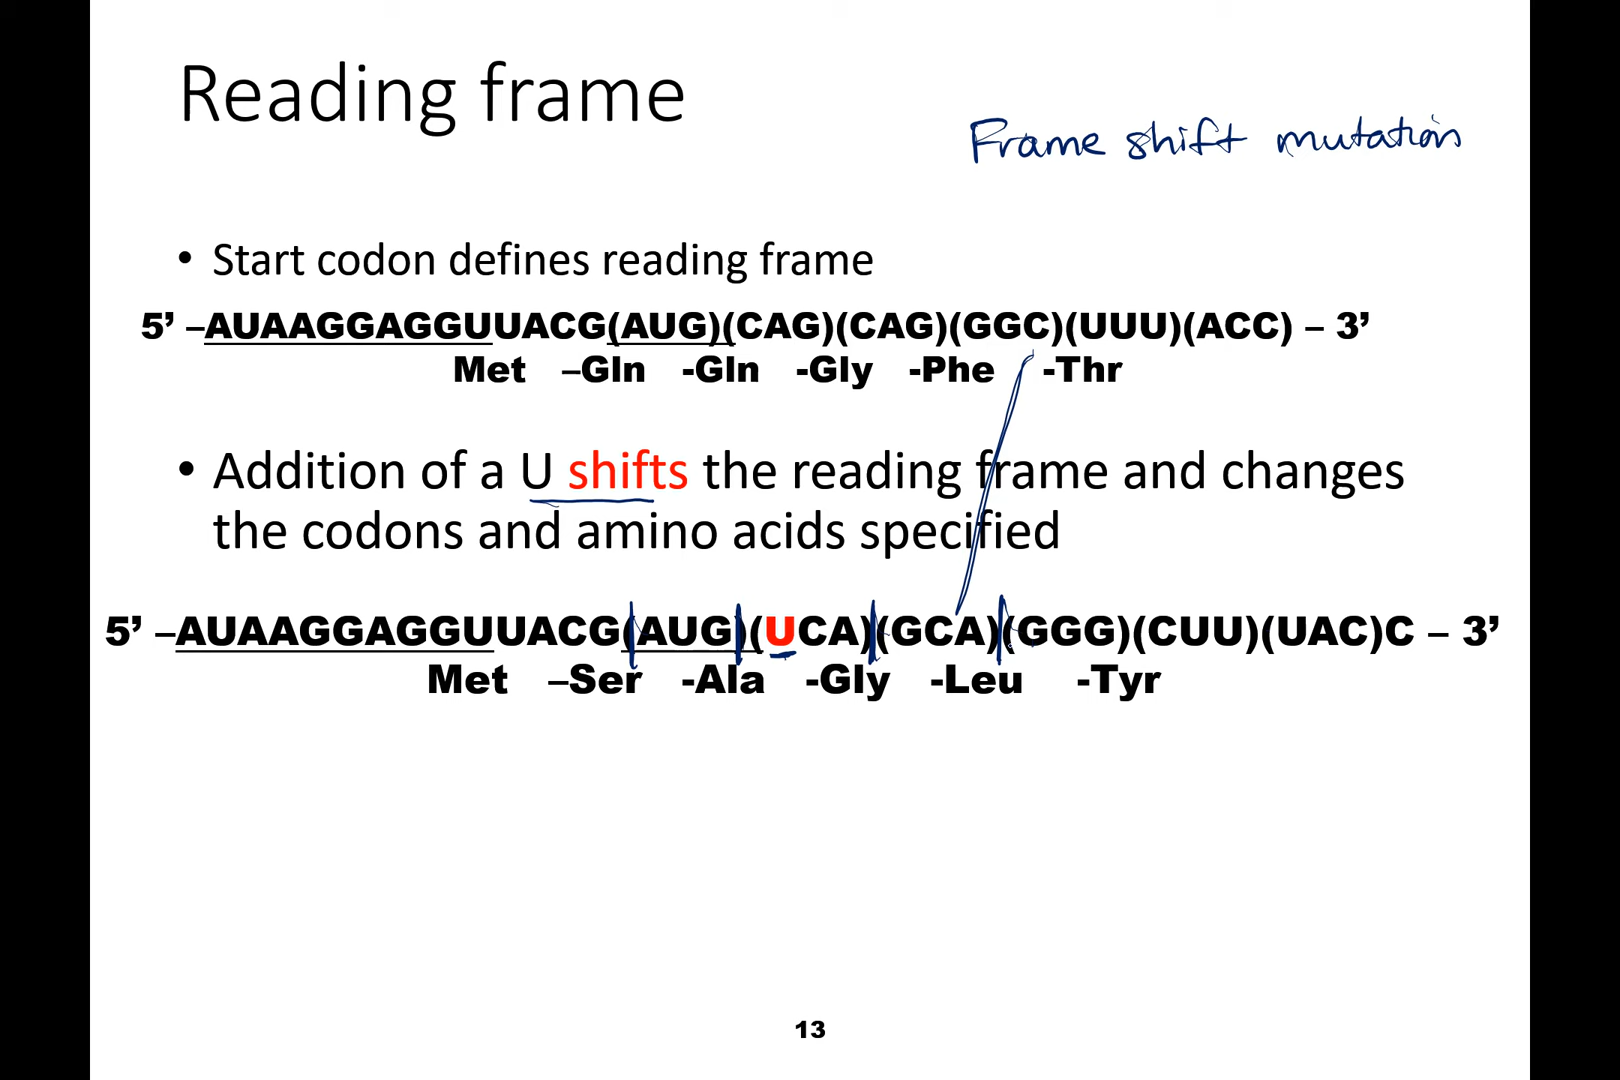 Reading frame
Frame shift mutation
• Start codon defines reading frame
5’ –AUAAGGAGGUUACG(AUG)(CAG)(CAG)(GGC)(UUU)(ACC) – 3’
Met –Gln -Gln -Gly -Phe -Thr
• Addition of a U shifts the reading frame and changes
the codons and amino acids specified
5’ –AUAAGGAGGUUACG(AUG)(UCA)(GCA)(GGG)(CUU)(UAC)C – 3’
Met –Ser -Ala -Gly -Leu -Tyr
13